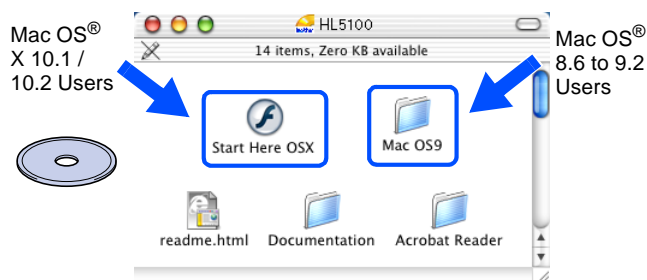 Mac OS®
X 10.1 /
10.2 Users
HL5100
14 items, Zero KB available
Start Here OSX
Mac OS9
readme.html
Documentation
Acrobat Reader
Mac OS®
8.6 to 9.2
Users